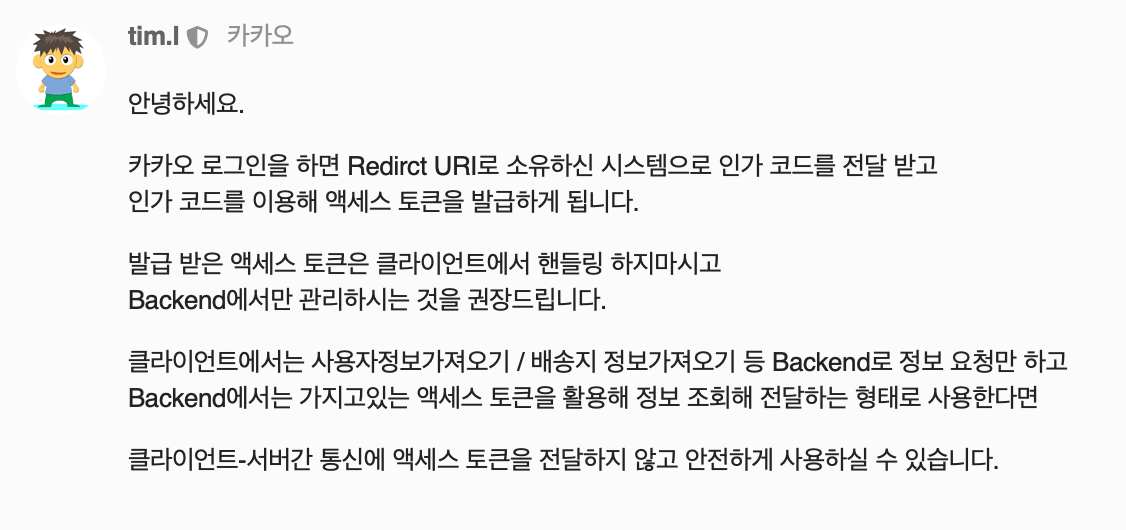 tim.l 카카오
안녕하세요.
카카오 로그인을 하면 Redirct URI로 소유하신 시스템으로 인가 코드를 전달 받고
인가 코드를 이용해 액세스 토큰을 발급하게 됩니다.
발급 받은 액세스 토큰은 클라이언트에서 핸들링 하지마시고
Backend에서만 관리하시는 것을 권장드립니다.
클라이언트에서는 사용자정보가져오기 / 배송지 정보가져오기 등 Backend로 정보 요청만 하고
Backend에서는 가지고있는 액세스 토큰을 활용해 정보 조회해 전달하는 형태로 사용한다면
클라이언트-서버간 통신에 액세스 토큰을 전달하지 않고 안전하게 사용하실 수 있습니다.